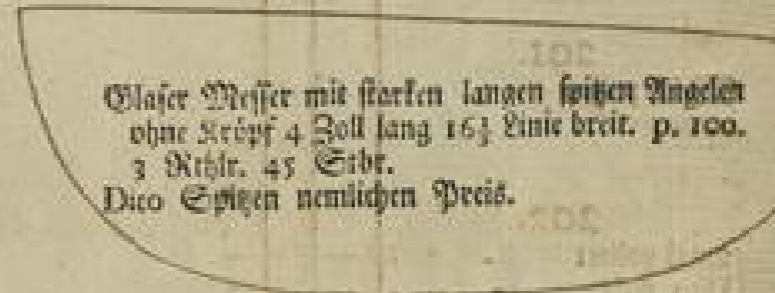 Glaser Messer mit starken langen spitzen Angelen
ohne Kröpf 4 Zoll lang 16½ Linie breit. p. 100.
3 Rthlr. 45 Stbr.
Dito Spitzen nemlichen Preis.